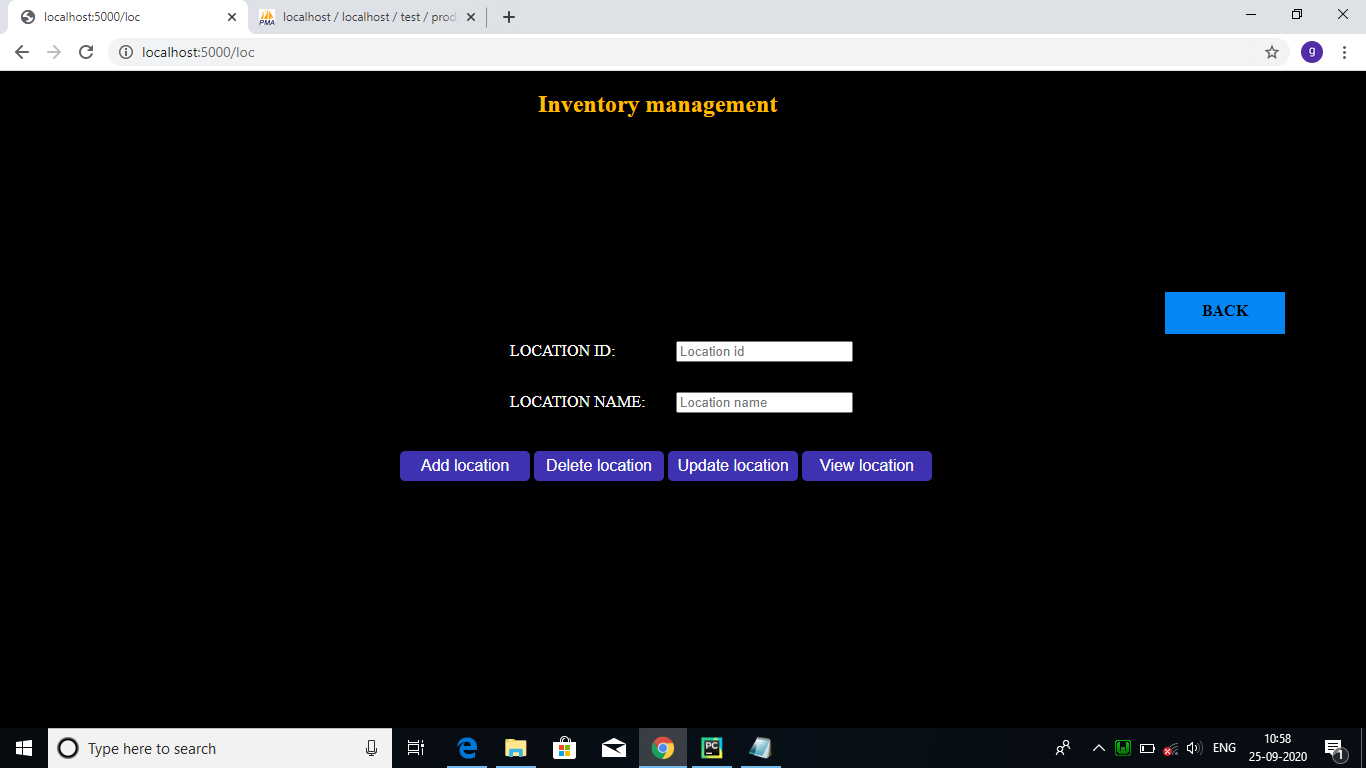 localhost:5000/loc
localhost / localhost / test / prod
localhost:5000/loc
g
Inventory management
BACK
LOCATION ID: Location id
LOCATION NAME: Location name
Add location Delete location Update location View location
Type here to search
PC
ENG
10:58
25-09-2020
1